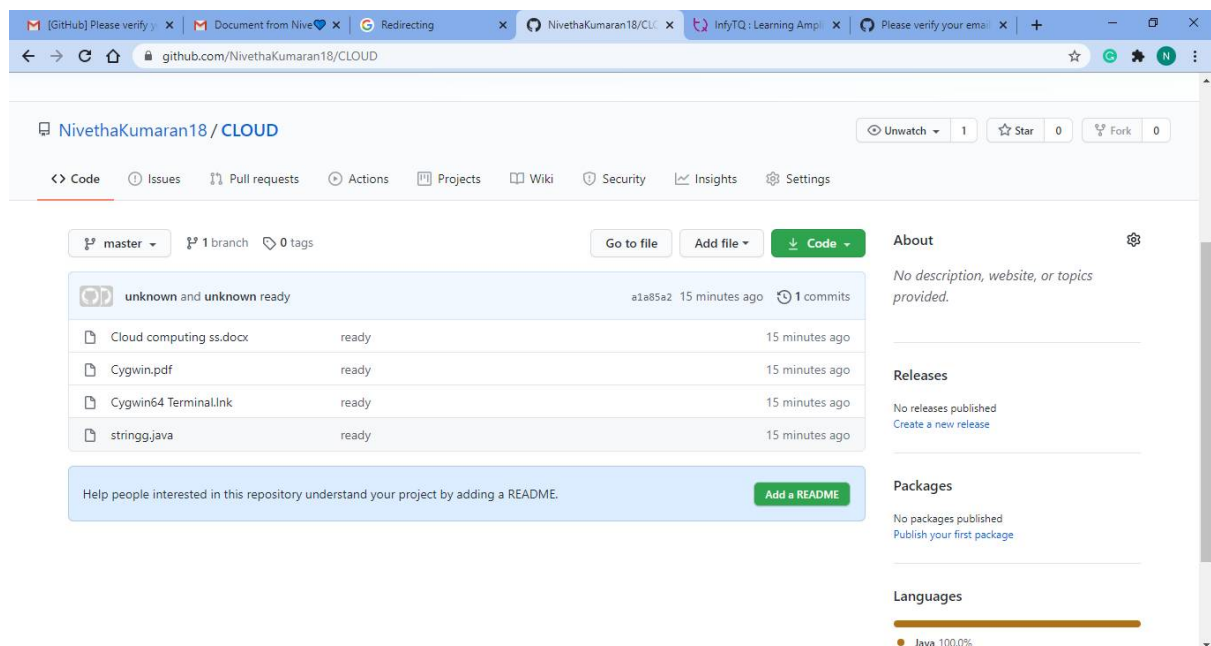 [GitHub] Please verify y
Document from Nive💙
Redirecting
NivethaKumaran18/CLO
InfyTQ : Learning Ampl
Please verify your email
github.com/NivethaKumaran18/CLOUD
N
NivethaKumaran18 / CLOUD
Unwatch 1 Star 0 Fork 0
<> Code Issues Pull requests Actions Projects Wiki Security Insights Settings
master 1 branch 0 tags Go to file Add file Code
unknown and unknown ready a1a85a2 15 minutes ago 1 commits
Cloud computing ss.docx ready 15 minutes ago
Cygwin.pdf ready 15 minutes ago
Cygwin64 Terminal.lnk ready 15 minutes ago
stringg.java ready 15 minutes ago
Help people interested in this repository understand your project by adding a README. Add a README
About
No description, website, or topics
provided.
Releases
No releases published
Create a new release
Packages
No packages published
Publish your first package
Languages
Java 100.0%